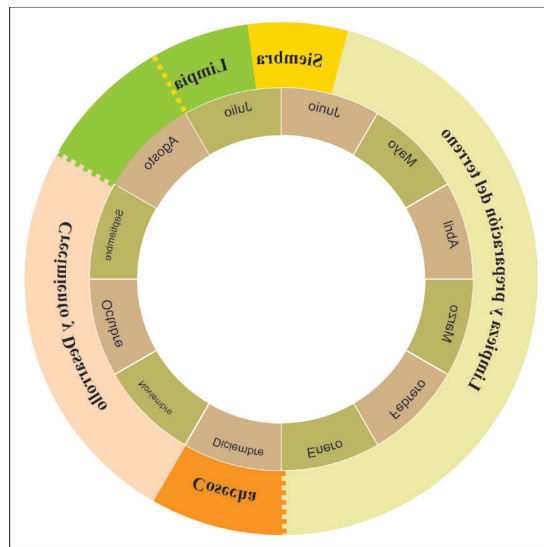 Siembra
Limpia
Limpieza y preparación del terreno
Crecimiento y Desarrollo
Cosecha
Enero
Febrero
Marzo
Abril
Mayo
Junio
Julio
Agosto
Septiembre
Octubre
Noviembre
Diciembre